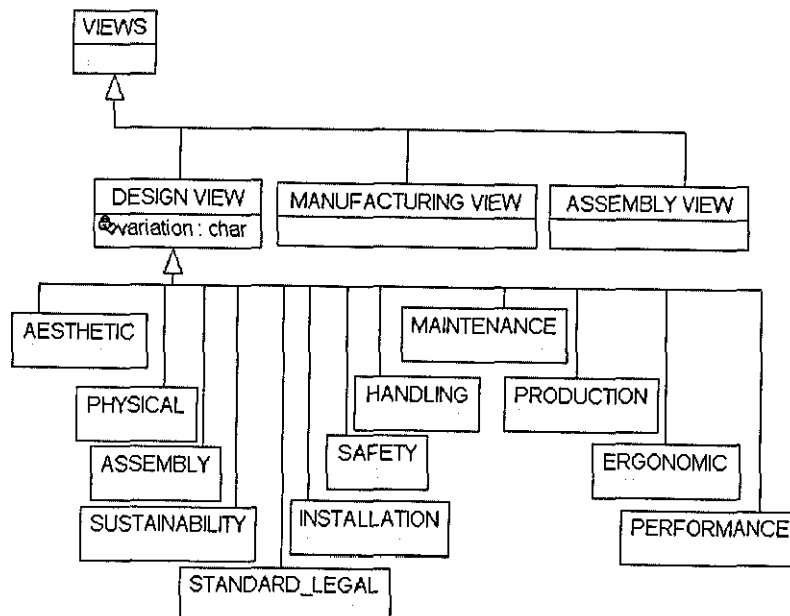 VIEWS
DESIGN VIEW
variation : char
MANUFACTURING VIEW
ASSEMBLY VIEW
AESTHETIC
MAINTENANCE
PHYSICAL
HANDLING
PRODUCTION
ASSEMBLY
SAFETY
ERGONOMIC
SUSTAINABILITY
INSTALLATION
PERFORMANCE
STANDARD_LEGAL